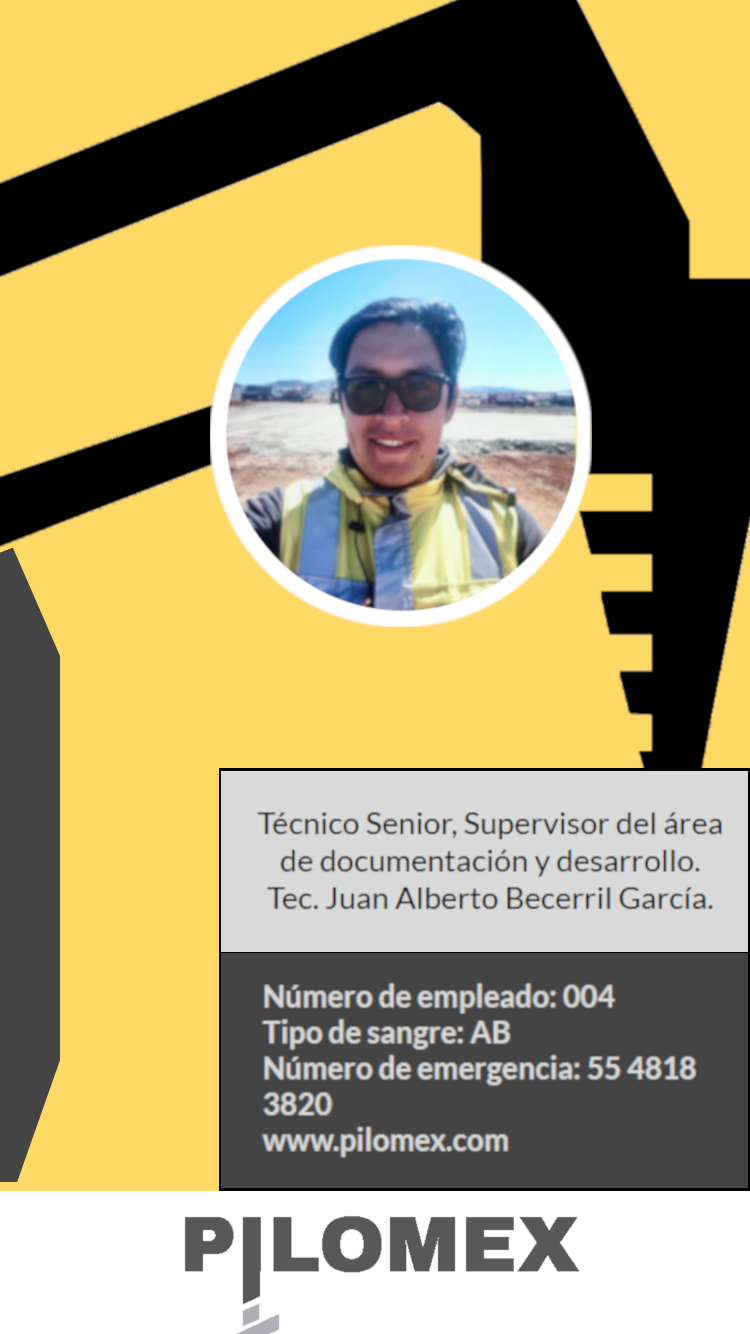 Técnico Senior, Supervisor del área
de documentación y desarrollo.
Tec. Juan Alberto Becerril García.
Número de empleado: 004
Tipo de sangre: AB
Número de emergencia: 55 4818
3820
www.pilomex.com
PILOMEX